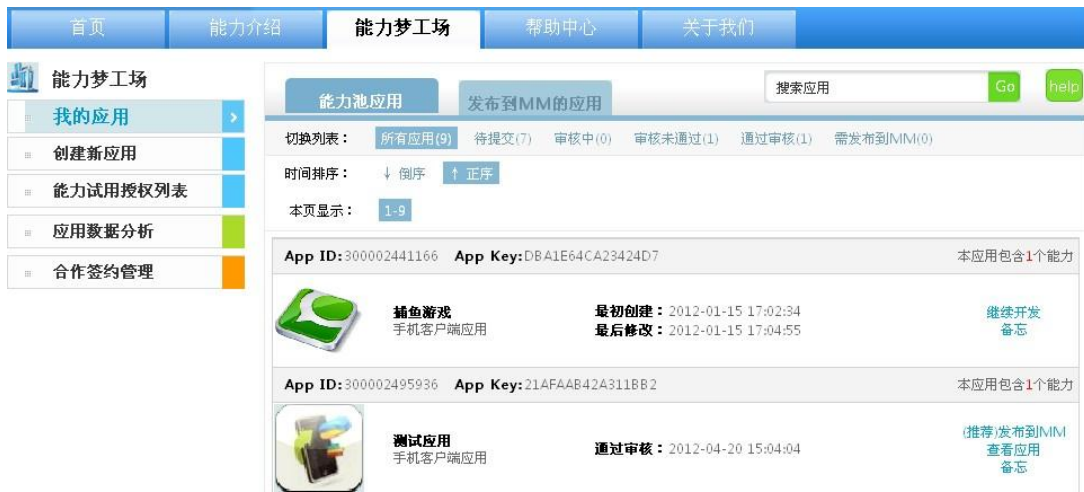 首页 能力介绍 能力梦工场 帮助中心 关于我们
能力梦工场
我的应用
创建新应用
能力试用授权列表
应用数据分析
合作签约管理
能力池应用 发布到MM的应用 搜索应用 Go help
切换列表： 所有应用(9) 待提交(7) 审核中(0) 审核未通过(1) 通过审核(1) 需发布到MM(0)
时间排序： ↓ 倒序 ↑ 正序
本页显示： 1-9
App ID:300002441166 App Key:DBA1E64CA23424D7 本应用包含1个能力
捕鱼游戏 最初创建：2012-01-15 17:02:34 继续开发
手机客户端应用 最后修改：2012-01-15 17:04:55 备忘
App ID:300002495936 App Key:21AFAAB42A311BB2 本应用包含1个能力
(推荐)发布到MM
测试应用 通过审核：2012-04-20 15:04:04 查看应用
手机客户端应用 备忘